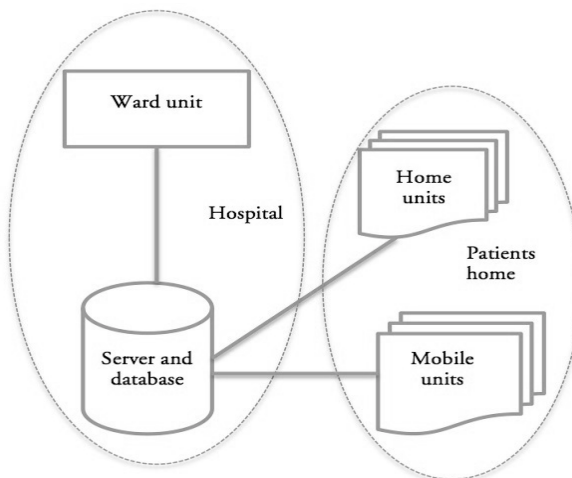 Ward unit
Home
units
Hospital
Patients
home
Server and
database
Mobile
units